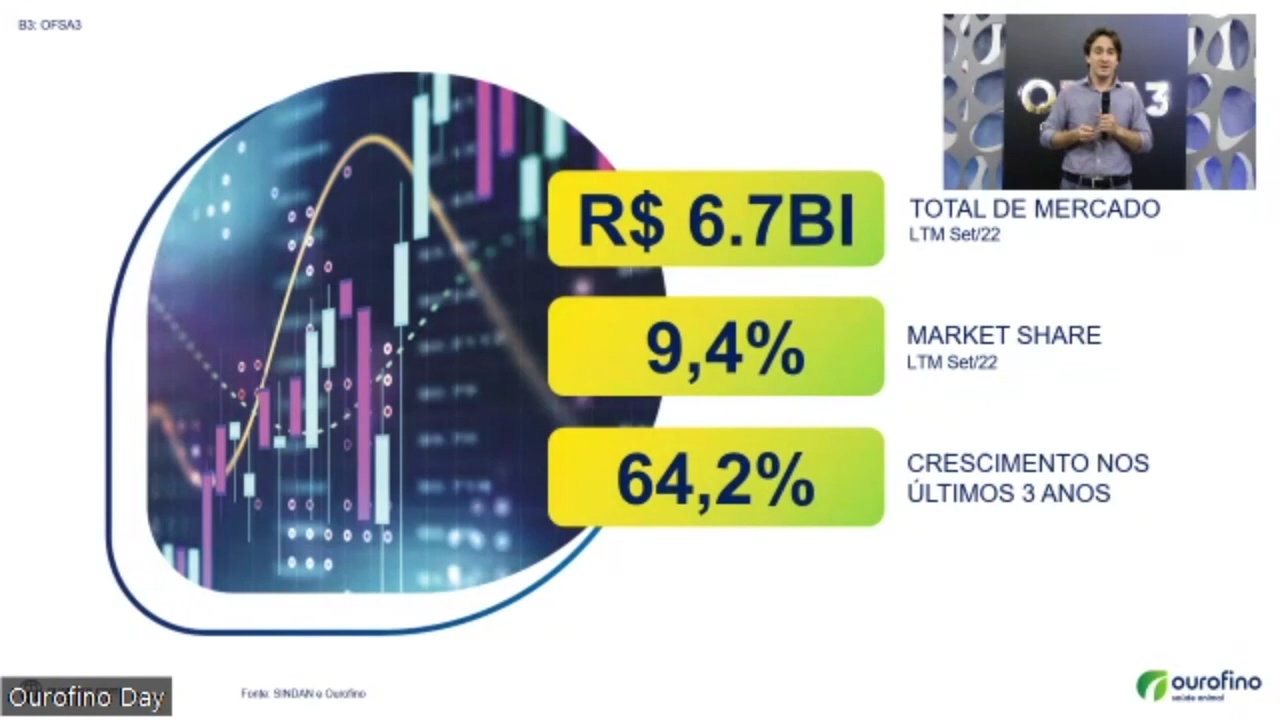 B3: OFSA3
R$ 6.7BI
TOTAL DE MERCADO
LTM Set/22
9,4%
MARKET SHARE
LTM Set/22
64,2%
CRESCIMENTO NOS
ÚLTIMOS 3 ANOS
Ourofino Day
Fonte: SINDAN e Ourofino
ourofino
saúde animal